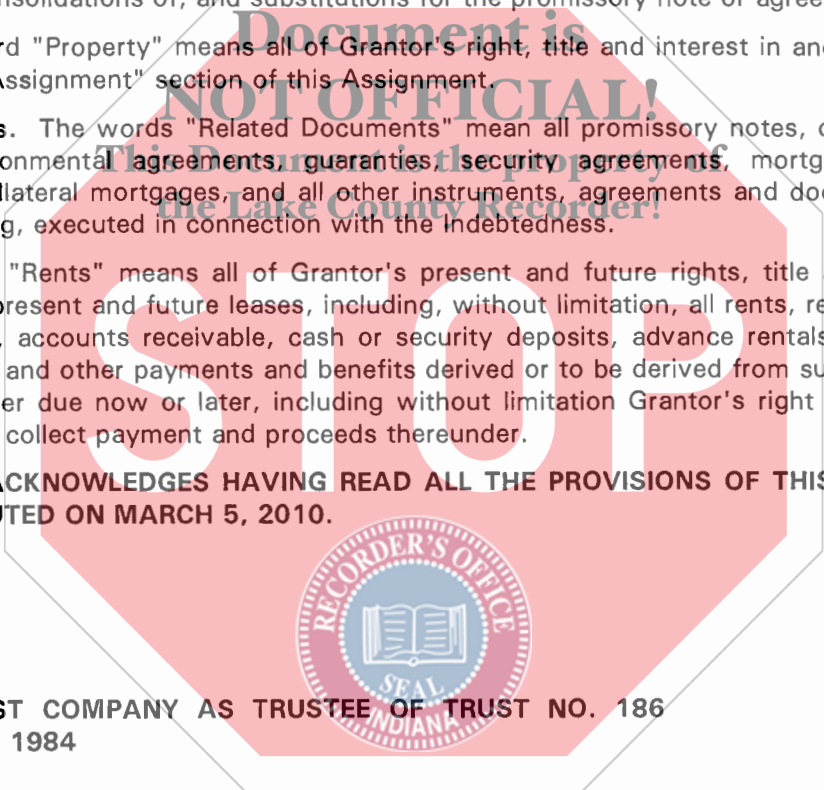 nsolidations of, and substitutions for the promissory note or agree
Document is
rd "Property" means all of Grantor's right, title and interest in an
Assignment" section of this Assignment.
NOT OFFICIAL!
s. The words "Related Documents" mean all promissory notes, c
onmental agreements, guaranties, security agreements, mortg
This Document is the property of
llateral mortgages, and all other instruments, agreements and do
the Lake County Recorder!
g, executed in connection with the Indebtedness.
"Rents" means all of Grantor's present and future rights, title
present and future leases, including, without limitation, all rents, re
, accounts receivable, cash or security deposits, advance rentals
and other payments and benefits derived or to be derived from su
er due now or later, including without limitation Grantor's right
collect payment and proceeds thereunder.
STOP
ACKNOWLEDGES HAVING READ ALL THE PROVISIONS OF THIS
UTED ON MARCH 5, 2010.
RECORDER'S OFFICE
SEAL
INDIANA
ST COMPANY AS TRUSTEE OF TRUST NO. 186
1984